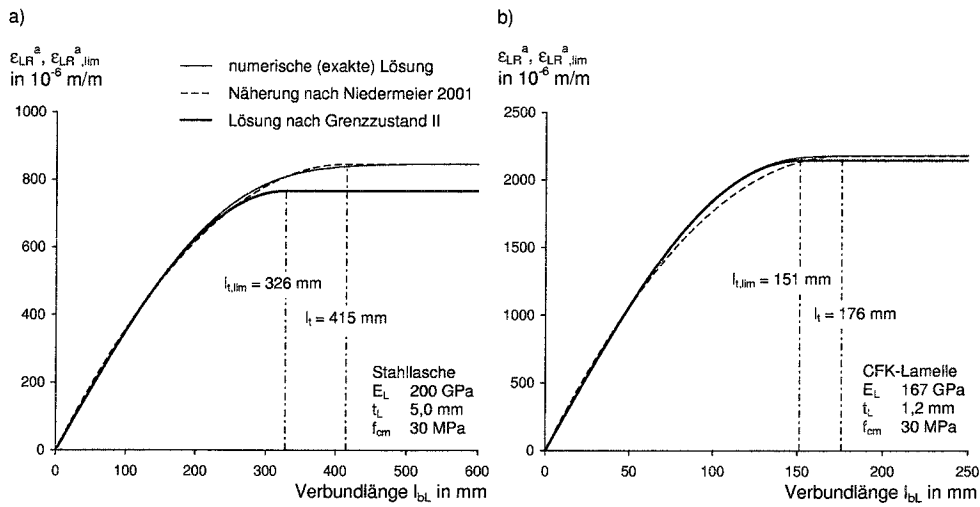 a)
ε_LR^a, ε_LR^a,lim
in 10^-6 m/m
numerische (exakte) Lösung
Näherung nach Niedermeier 2001
Lösung nach Grenzzustand II
1000
800
600
400
200
0
l_t,lim = 326 mm
l_t = 415 mm
Stahllasche
E_L 200 GPa
t_L 5,0 mm
f_cm 30 MPa
0 100 200 300 400 500 600
Verbundlänge l_bL in mm
b)
ε_LR^a, ε_LR^a,lim
in 10^-6 m/m
2500
2000
1500
1000
500
0
l_t,lim = 151 mm
l_t = 176 mm
CFK-Lamelle
E_L 167 GPa
t_L 1,2 mm
f_cm 30 MPa
0 50 100 150 200 250
Verbundlänge l_bL in mm